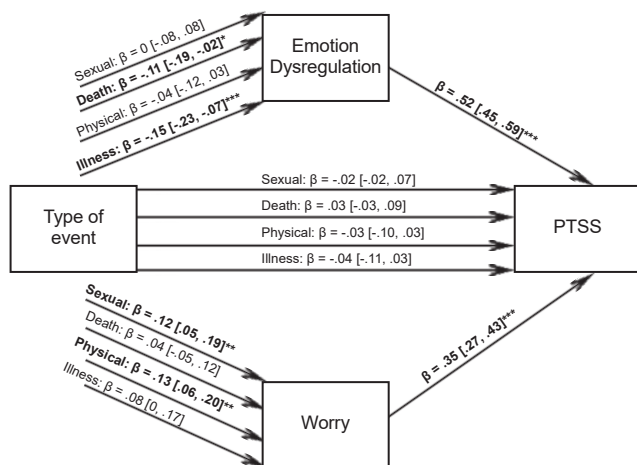 Sexual: β = 0 [-.08, .08]
Death: β = -.11 [-.19, -.02]*
Physical: β = -.04 [-.12, .03]
Illness: β = -.15 [-.23, -.07]***
Emotion
Dysregulation
β = .52 [.45, .59]***
Type of
event
Sexual: β = -.02 [-.02, .07]
Death: β = .03 [-.03, .09]
Physical: β = -.03 [-.10, .03]
Illness: β = -.04 [-.11, .03]
PTSS
Sexual: β = .12 [.05, .19]**
Death: β = .04 [-.05, .12]
Physical: β = .13 [.06, .20]**
Illness: β = .08 [0, .17]
Worry
β = .35 [.27, .43]***